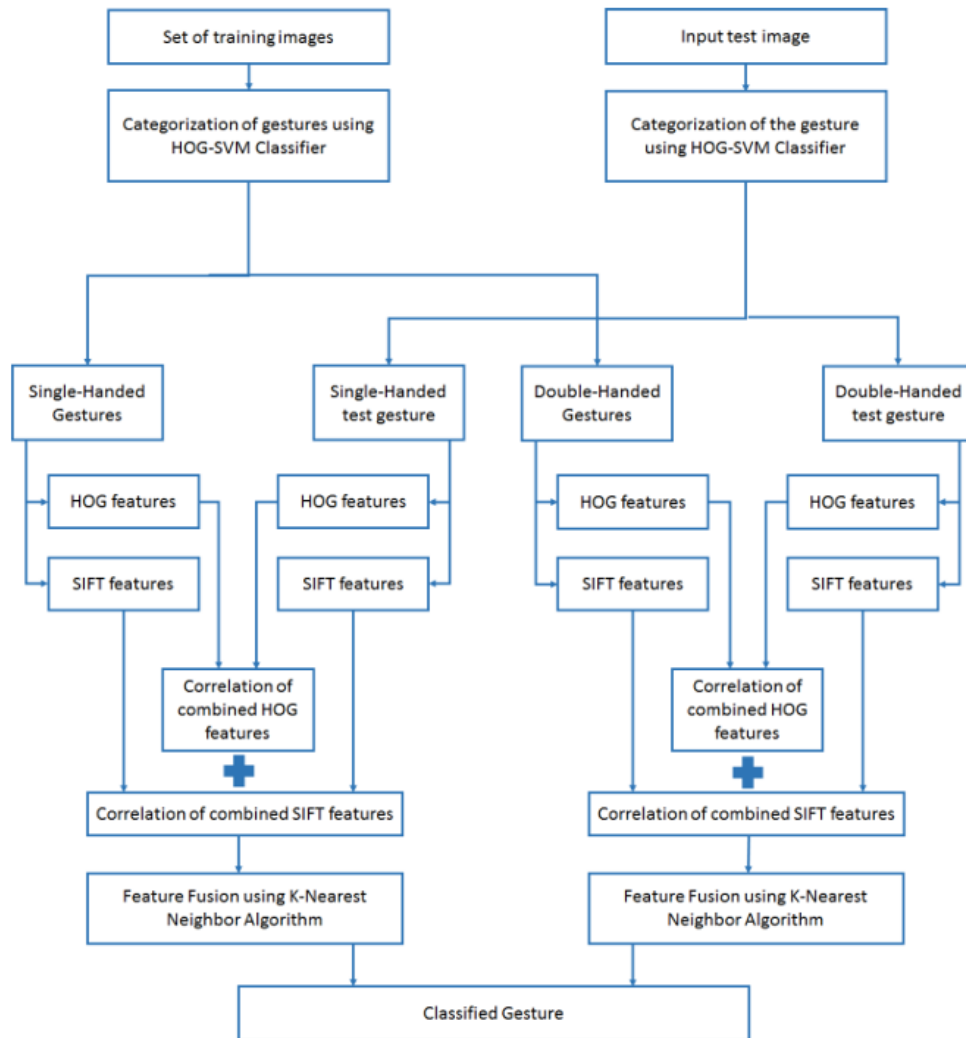 Set of training images
Input test image
Categorization of gestures using
HOG-SVM Classifier
Categorization of the gesture
using HOG-SVM Classifier
Single-Handed
Gestures
Single-Handed
test gesture
Double-Handed
Gestures
Double-Handed
test gesture
HOG features
HOG features
HOG features
HOG features
SIFT features
SIFT features
SIFT features
SIFT features
Correlation of
combined HOG
features
Correlation of
combined HOG
features
Correlation of combined SIFT features
Correlation of combined SIFT features
Feature Fusion using K-Nearest
Neighbor Algorithm
Feature Fusion using K-Nearest
Neighbor Algorithm
Classified Gesture